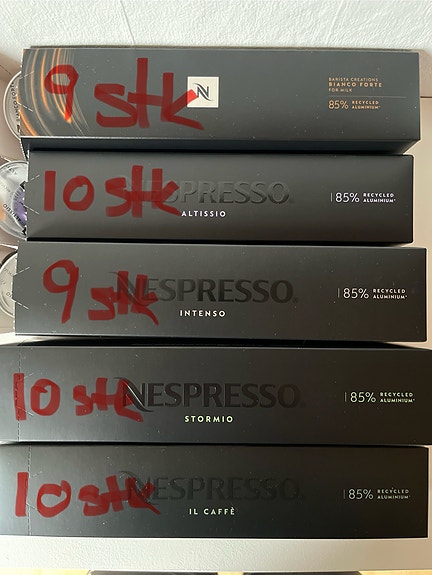 9 stk
N
BARISTA CREATIONS
BIANCO FORTE
FOR MILK
85% RECYCLED
ALUMINIUM*
10 stk
NESPRESSO
ALTISSIO
85% RECYCLED
ALUMINIUM*
9 stk
NESPRESSO
INTENSO
85% RECYCLED
ALUMINIUM*
10 stk
NESPRESSO
STORMIO
85% RECYCLED
ALUMINIUM*
10 stk
NESPRESSO
IL CAFFÈ
85% RECYCLED
ALUMINIUM*